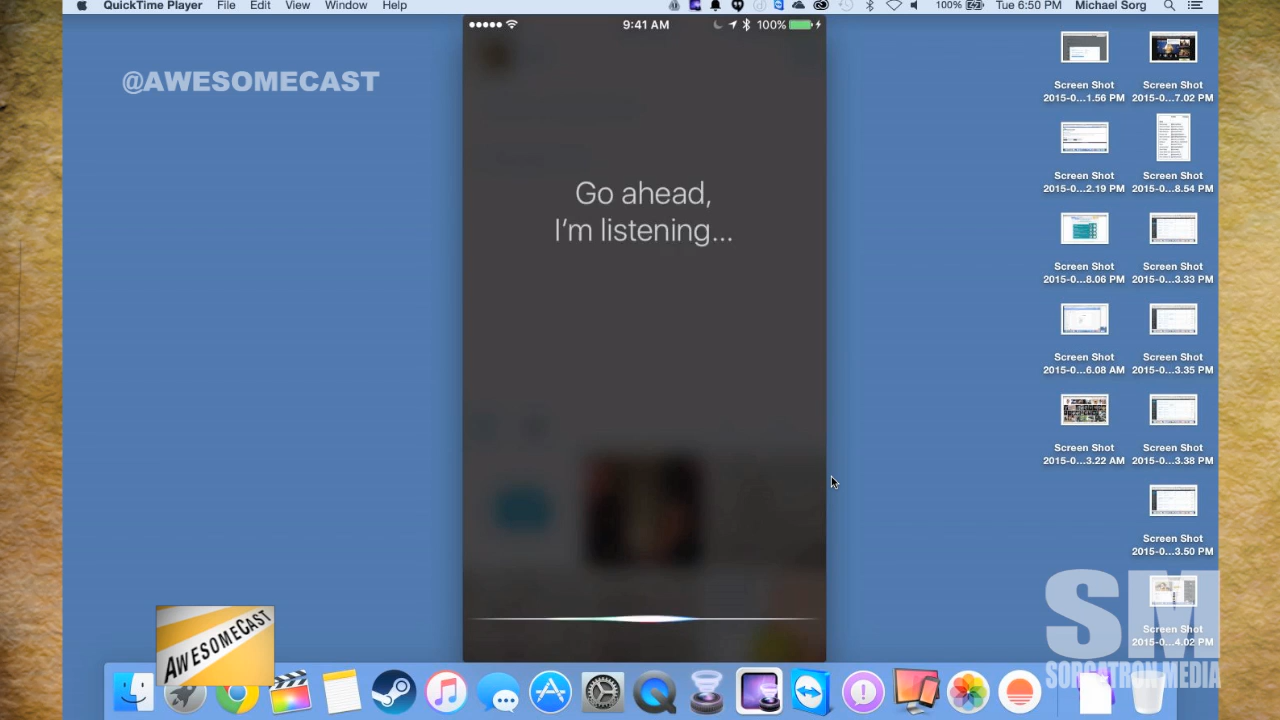 QuickTime Player File Edit View Window Help
100% Tue 6:50 PM Michael Sorg
9:41 AM
100%
@AWESOMECAST
Go ahead,
I'm listening...
Screen Shot
2015-0...1.56 PM
Screen Shot
2015-0...7.02 PM
Screen Shot
2015-0...2.19 PM
Screen Shot
2015-0...8.54 PM
Screen Shot
2015-0...8.06 PM
Screen Shot
2015-0...3.33 PM
Screen Shot
2015-0...6.08 AM
Screen Shot
2015-0...3.35 PM
Screen Shot
2015-0...3.22 AM
Screen Shot
2015-0...3.38 PM
Screen Shot
2015-0...3.50 PM
Screen Shot
2015-0...4.02 PM
AWESOMECAST
SM
SORGATRON MEDIA